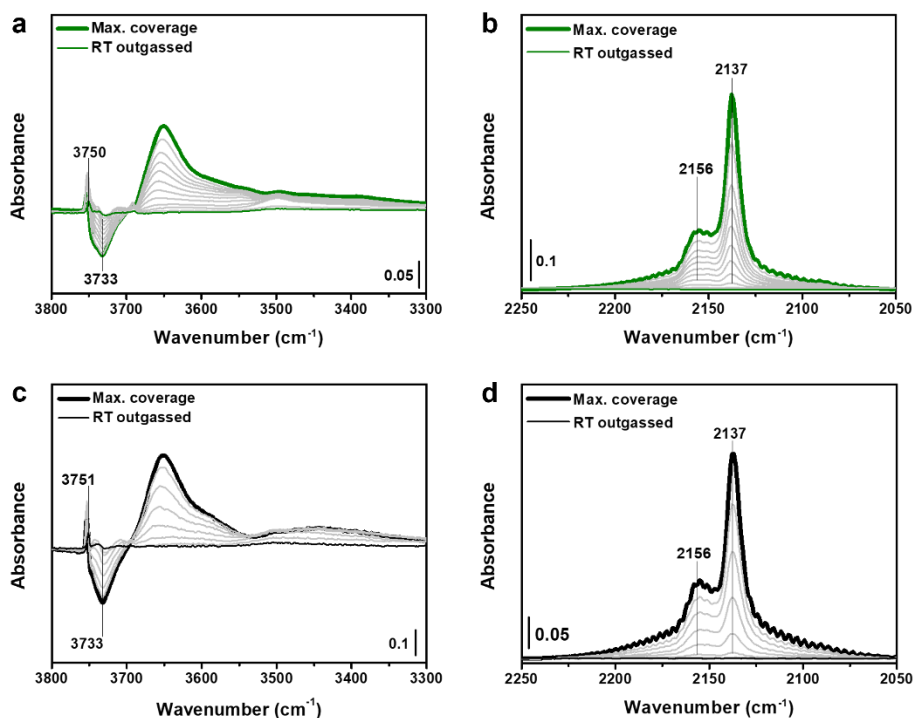 a
Max. coverage
RT outgassed
3750
3733
0.05
Absorbance
3800 3700 3600 3500 3400 3300
Wavenumber (cm⁻¹)
b
Max. coverage
RT outgassed
2137
2156
0.1
Absorbance
2250 2200 2150 2100 2050
Wavenumber (cm⁻¹)
c
Max. coverage
RT outgassed
3751
3733
0.1
Absorbance
3800 3700 3600 3500 3400 3300
Wavenumber (cm⁻¹)
d
Max. coverage
RT outgassed
2137
2156
0.05
Absorbance
2250 2200 2150 2100 2050
Wavenumber (cm⁻¹)